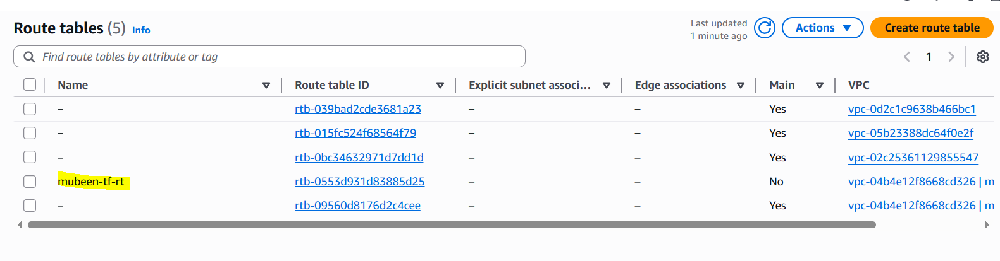 Route tables (5) Info
Last updated
1 minute ago
Actions
Create route table
Find route tables by attribute or tag
1
Name Route table ID Explicit subnet associ... Edge associations Main VPC
– rtb-039bad2cde3681a23 – – Yes vpc-0d2c1c9638b466bc1
– rtb-015fc524f68564f79 – – Yes vpc-05b23388dc64f0e2f
– rtb-0bc34632971d7dd1d – – Yes vpc-02c25361129855547
mubeen-tf-rt rtb-0553d931d83885d25 – – No vpc-04b4e12f8668cd326 | m
– rtb-09560d8176d2c4cee – – Yes vpc-04b4e12f8668cd326 | m